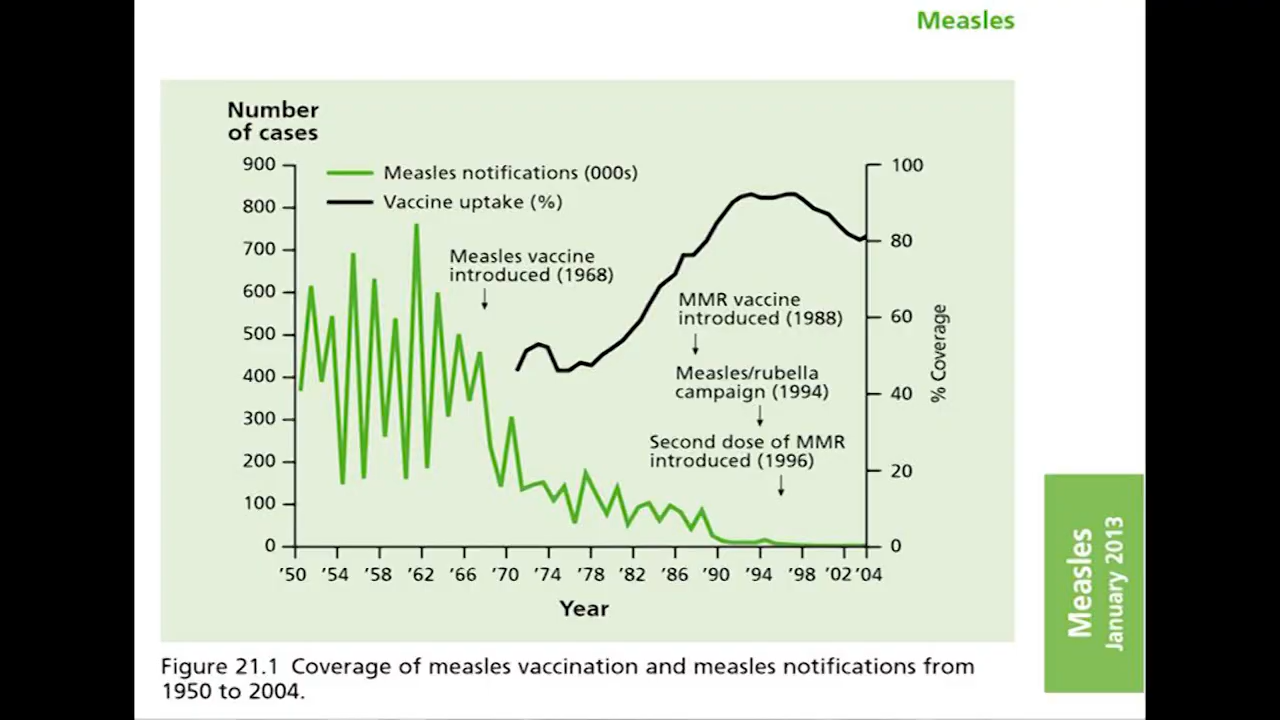 Measles
Number
of cases
900
800
700
600
500
400
300
200
100
0
Measles notifications (000s)
Vaccine uptake (%)
Measles vaccine
introduced (1968)
MMR vaccine
introduced (1988)
Measles/rubella
campaign (1994)
Second dose of MMR
introduced (1996)
100
80
60
40
20
0
% Coverage
’50 ’54 ’58 ’62 ’66 ’70 ’74 ’78 ’82 ’86 ’90 ’94 ’98 ’02 ’04
Year
Measles
January 2013
Figure 21.1 Coverage of measles vaccination and measles notifications from
1950 to 2004.